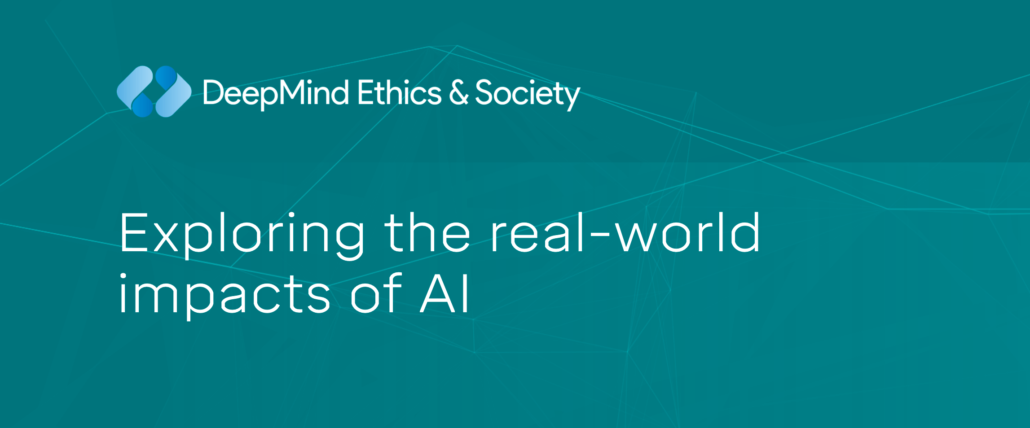 DeepMind Ethics & Society
Exploring the real-world
impacts of AI